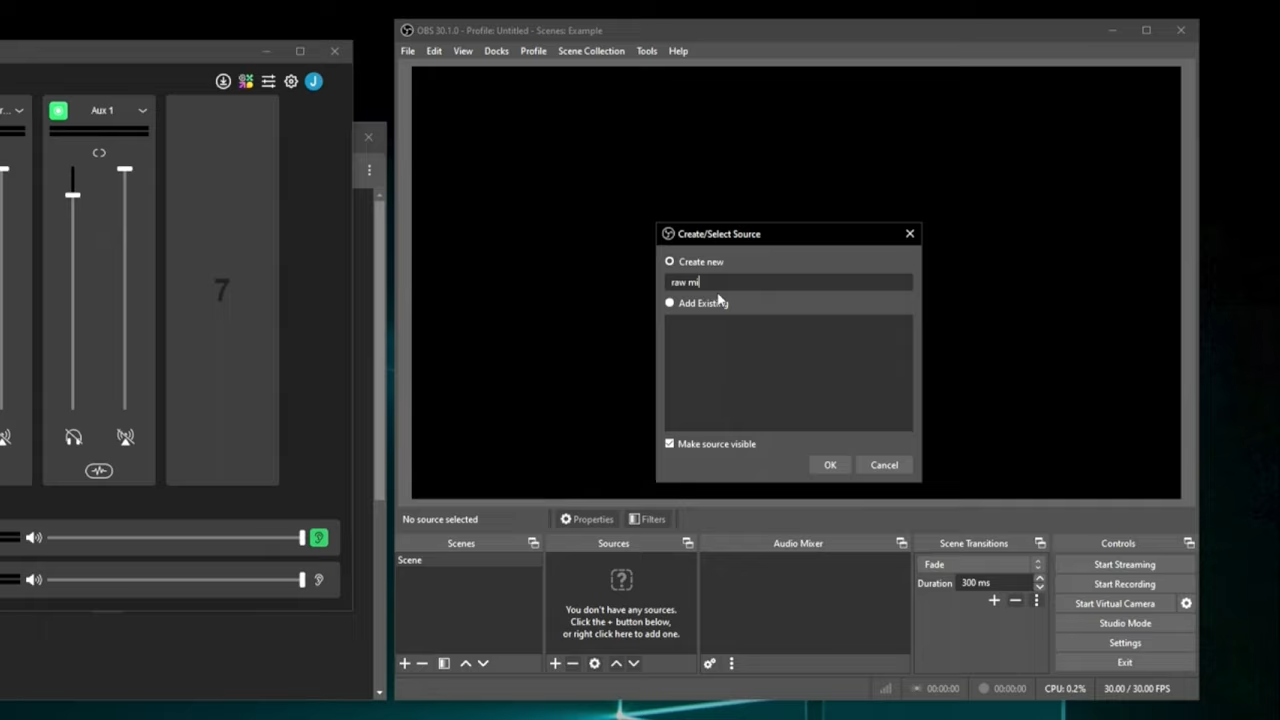 J
r...
Aux 1
7
OBS 30.1.0 - Profile: Untitled - Scenes: Example
File Edit View Docks Profile Scene Collection Tools Help
Create/Select Source
Create new
raw mi
Add Existing
Make source visible
OK Cancel
No source selected
Properties Filters
Scenes
Scene
Sources
You don't have any sources.
Click the + button below,
or right click here to add one.
Audio Mixer
Scene Transitions
Fade
Duration 300 ms
Controls
Start Streaming
Start Recording
Start Virtual Camera
Studio Mode
Settings
Exit
00:00:00 00:00:00 CPU: 0.2% 30.00 / 30.00 FPS